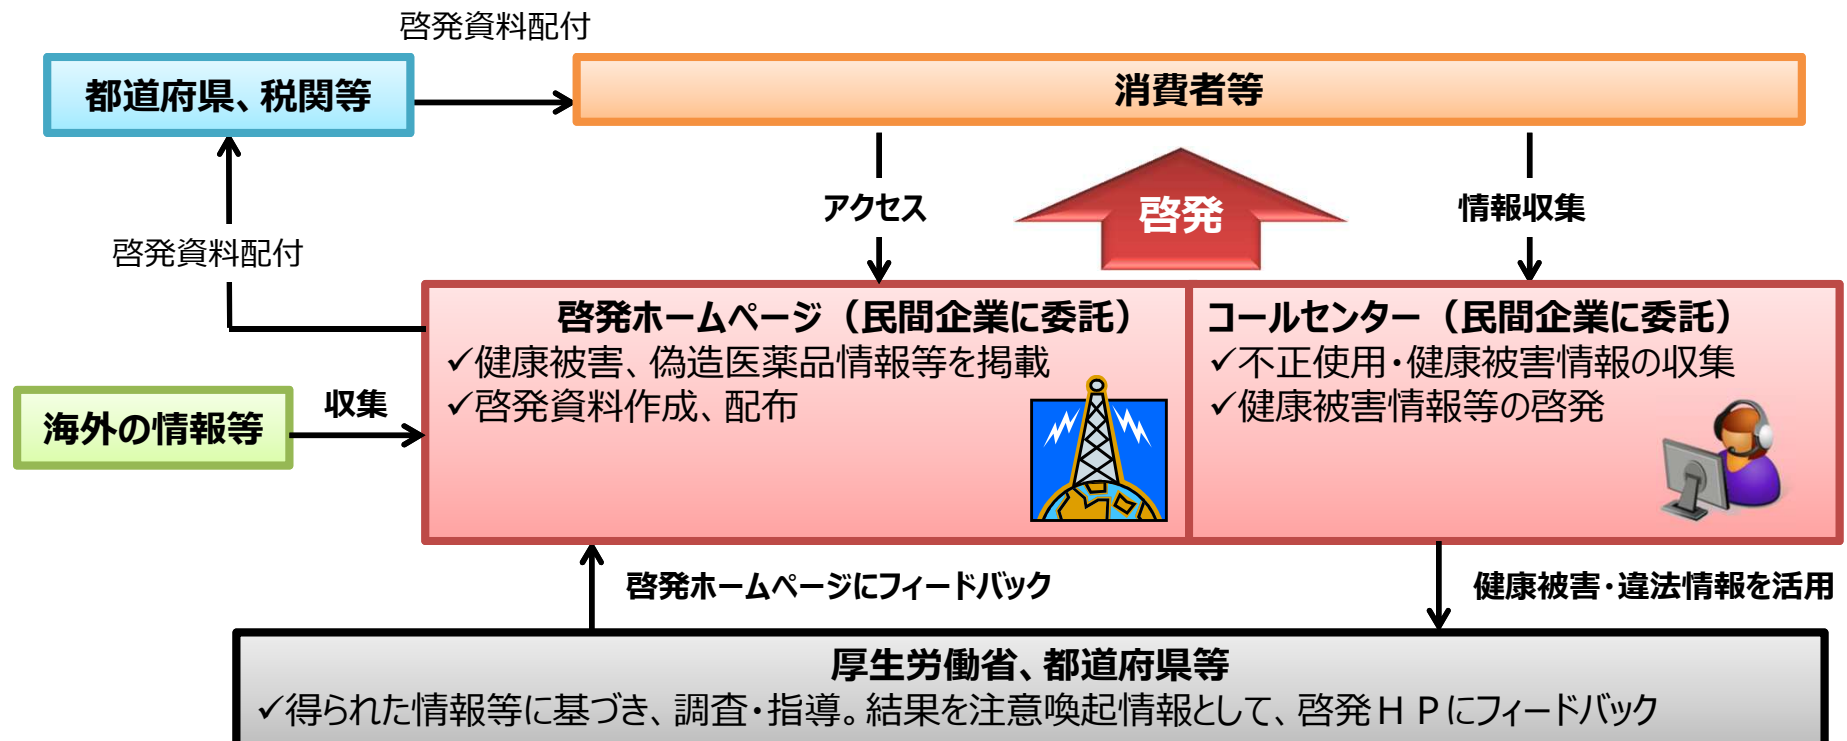 啓発資料配付
都道府県、税関等
消費者等
アクセス
啓発
情報収集
啓発資料配付
啓発ホームページ（民間企業に委託）
✓健康被害、偽造医薬品情報等を掲載
✓啓発資料作成、配布
コールセンター（民間企業に委託）
✓不正使用・健康被害情報の収集
✓健康被害情報等の啓発
海外の情報等
収集
啓発ホームページにフィードバック
健康被害・違法情報を活用
厚生労働省、都道府県等
✓得られた情報等に基づき、調査・指導。結果を注意喚起情報として、啓発ＨＰにフィードバック